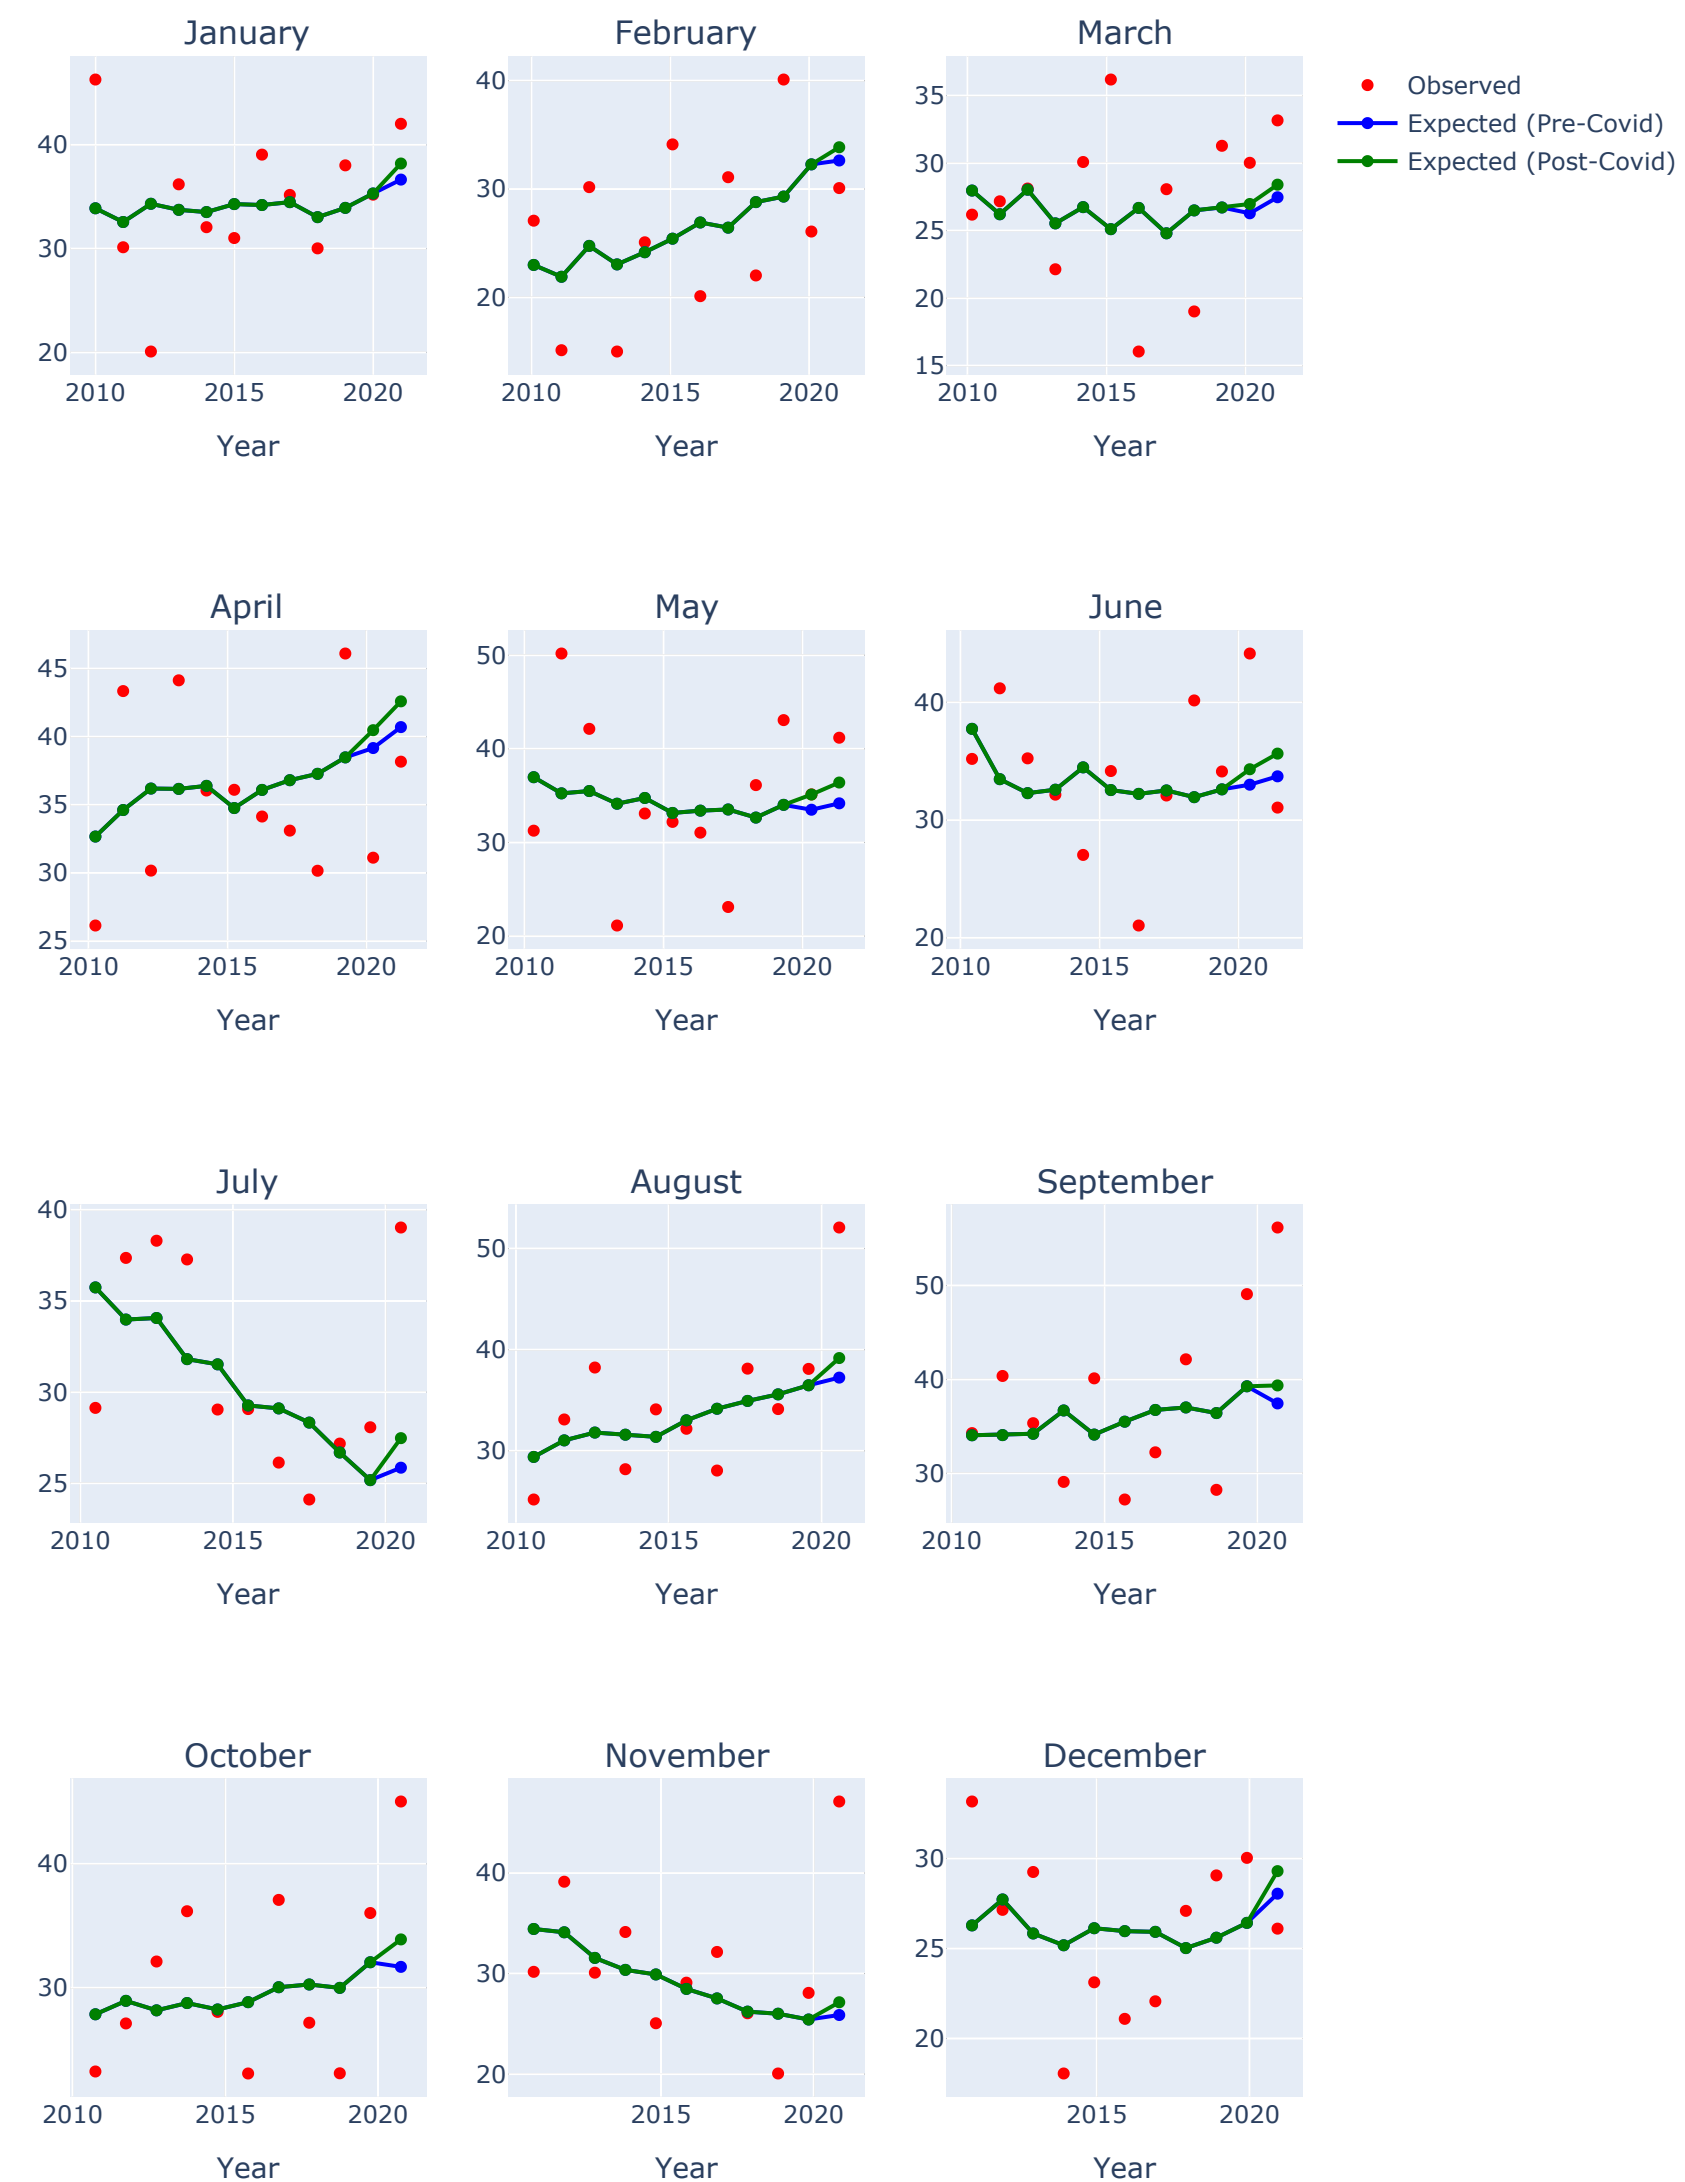 January February March
40
30
20
2010 2015 2020
Year
40
30
20
2010 2015 2020
Year
35
30
25
20
15
2010 2015 2020
Year
Observed
Expected (Pre-Covid)
Expected (Post-Covid)
April May June
45
40
35
30
25
2010 2015 2020
Year
50
40
30
20
2010 2015 2020
Year
40
30
20
2010 2015 2020
Year
July August September
40
35
30
25
2010 2015 2020
Year
50
40
30
2010 2015 2020
Year
50
40
30
2010 2015 2020
Year
October November December
40
30
2010 2015 2020
Year
40
30
20
2015 2020
Year
30
25
20
2015 2020
Year